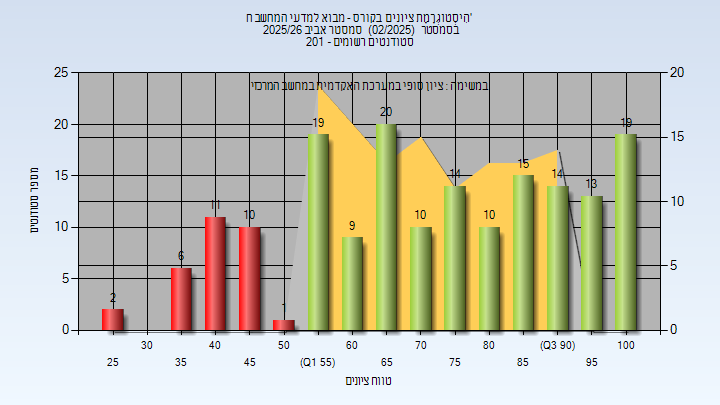 היסטוגרמת ציונים בקורס - מבוא למדעי המחשב ח'
בסמסטר (02/2025) סמסטר אביב 2025/26
סטודנטים רשומים - 201
במשימה : ציון סופי במערכת האקדמית במחשב המרכזי
מספר סטודנטים
25 20 15 10 5 0
20 15 10 5 0
2 6 11 10 1 19 9 20 10 14 10 15 14 13 19
30 40 50 60 70 80 (Q3 90) 100
25 35 45 (Q1 55) 65 75 85 95
טווח ציונים